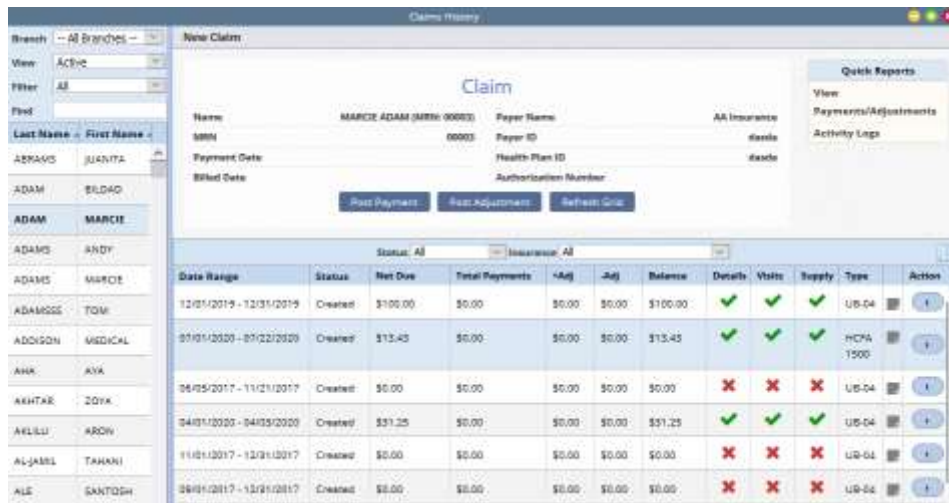 Claims History
Branch -- All Branches --
View Active
Filter All
Find
Last Name First Name
ABRAMS JUANITA
ADAM BILDAD
ADAM MARCIE
ADAMS ANDY
ADAMS MARCIE
ADAMSSS TOM
ADDISON MEDICAL
AHA AYA
AKHTAR ZOYA
AKLILU ARON
AL-JAMIL TAHANI
ALE SANTOSH
New Claim
Claim
Name MARCIE ADAM (MRN: 00003) Payer Name AA Insurance
MRN 00003 Payer ID dasda
Payment Date Health Plan ID dasda
Billed Date Authorization Number
Post Payment Post Adjustment Refresh Grid
Quick Reports
View
Payments/Adjustments
Activity Logs
Status: All Insurance: All
Date Range Status Net Due Total Payments +Adj -Adj Balance Details Visits Supply Type Action
12/01/2019 - 12/31/2019 Created $100.00 $0.00 $0.00 $0.00 $100.00 UB-04
07/01/2020 - 07/22/2020 Created $13.43 $0.00 $0.00 $0.00 $13.43 HCFA 1500
Created $0.00 $0.00 $0.00 $0.00 $0.00 UB-04
04/01/2020 - 04/05/2020 Created $31.25 $0.00 $0.00 $0.00 $31.25 UB-04
11/01/2017 - 12/31/2017 Created $0.00 $0.00 $0.00 $0.00 $0.00 UB-04
09/01/2017 - 12/31/2017 Created $0.00 $0.00 $0.00 $0.00 $0.00 UB-04